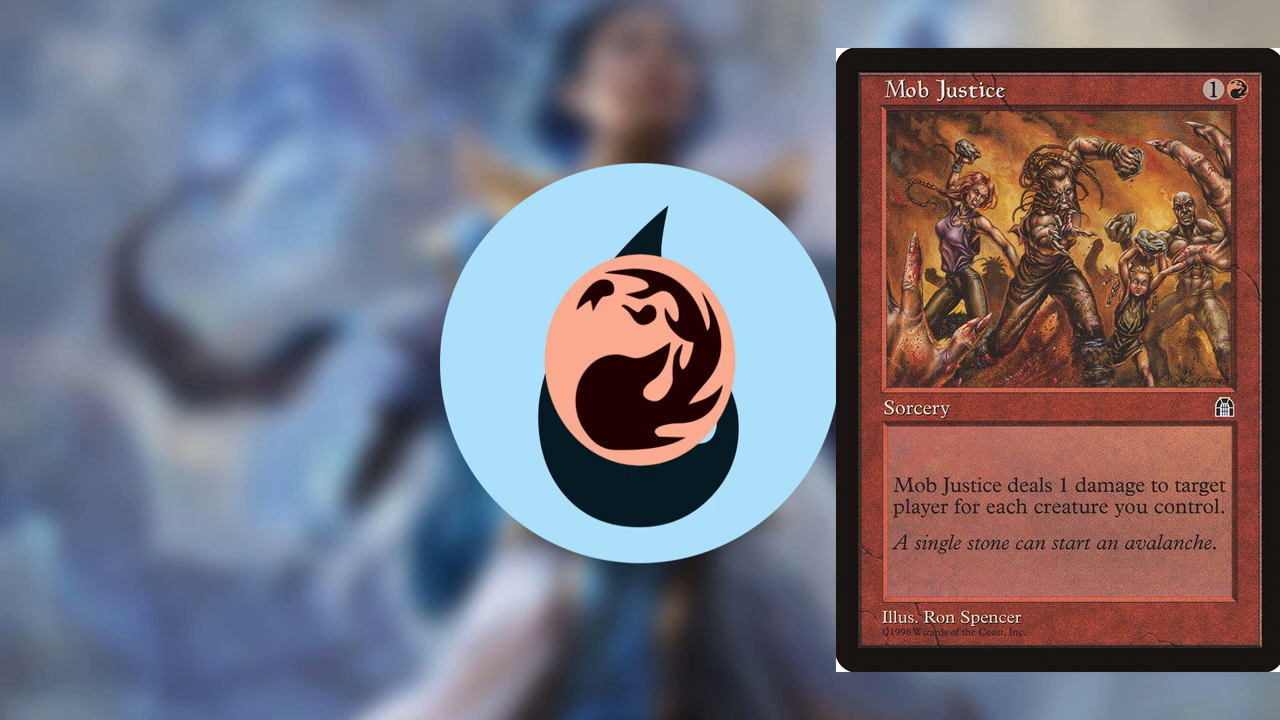 Mob Justice
1
Sorcery
Mob Justice deals 1 damage to target
player for each creature you control.
A single stone can start an avalanche.
Illus. Ron Spencer
©1998 Wizards of the Coast, Inc.